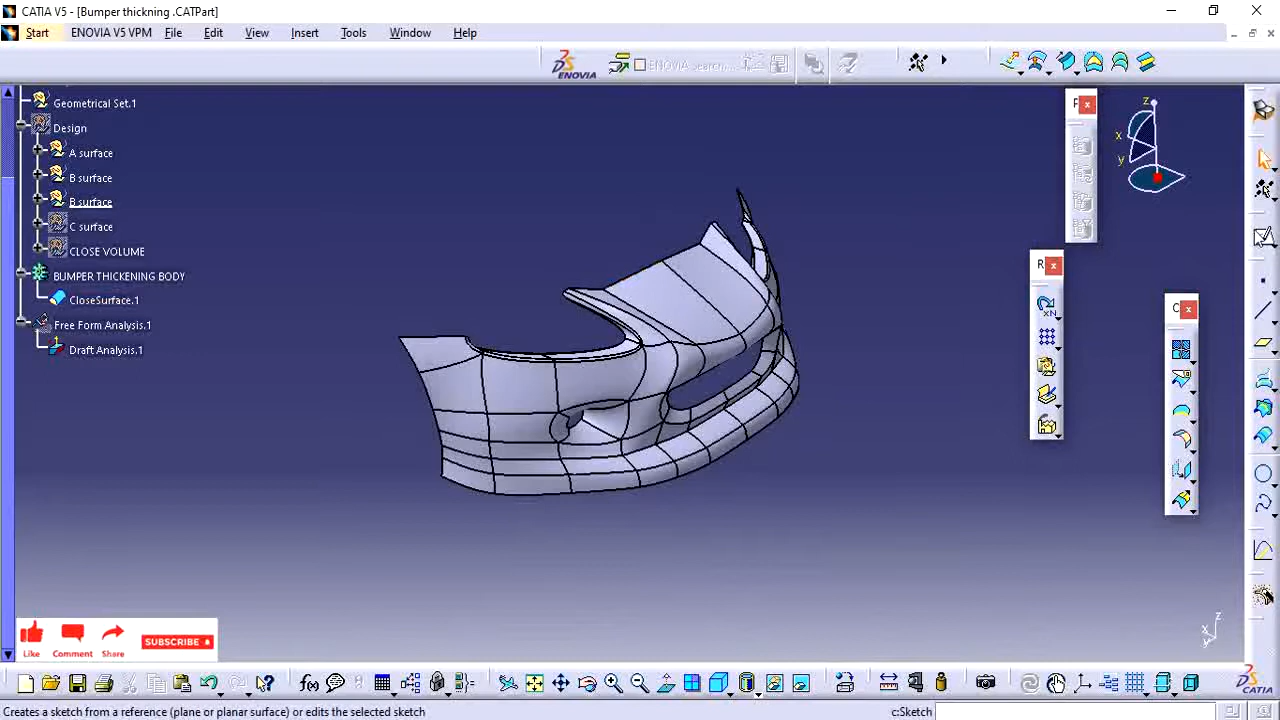 CATIA V5 - [Bumper thickning .CATPart]
Start ENOVIA V5 VPM File Edit View Insert Tools Window Help
ENOVIA ENOVIA search...
Geometrical Set.1
Design
A surface
B surface
B surface
C surface
CLOSE VOLUME
BUMPER THICKENING BODY
CloseSurface.1
Free Form Analysis.1
Draft Analysis.1
F
R
C
z
x
y
Like Comment Share SUBSCRIBE
z
x
y
CATIA
Creates a sketch from a reference (plane or planar surface) or edits the selected sketch c:Sketch